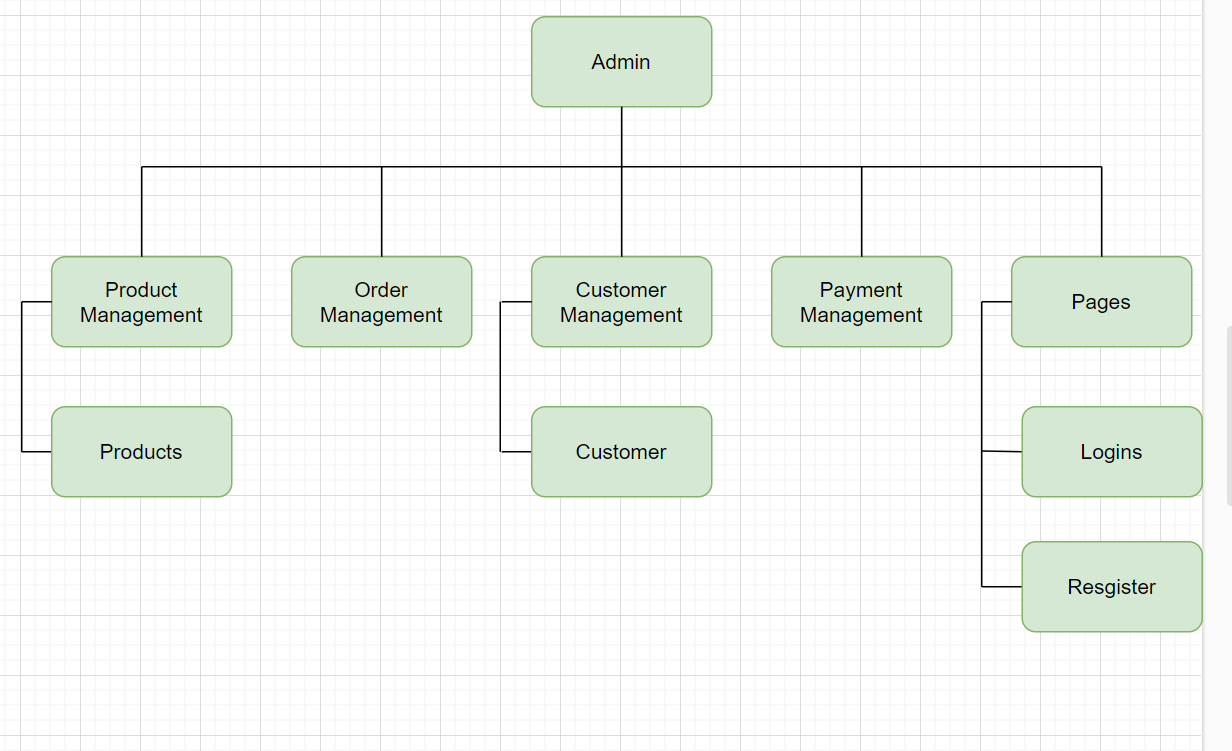 Admin
Product
Management
Order
Management
Customer
Management
Payment
Management
Pages
Products
Customer
Logins
Resgister